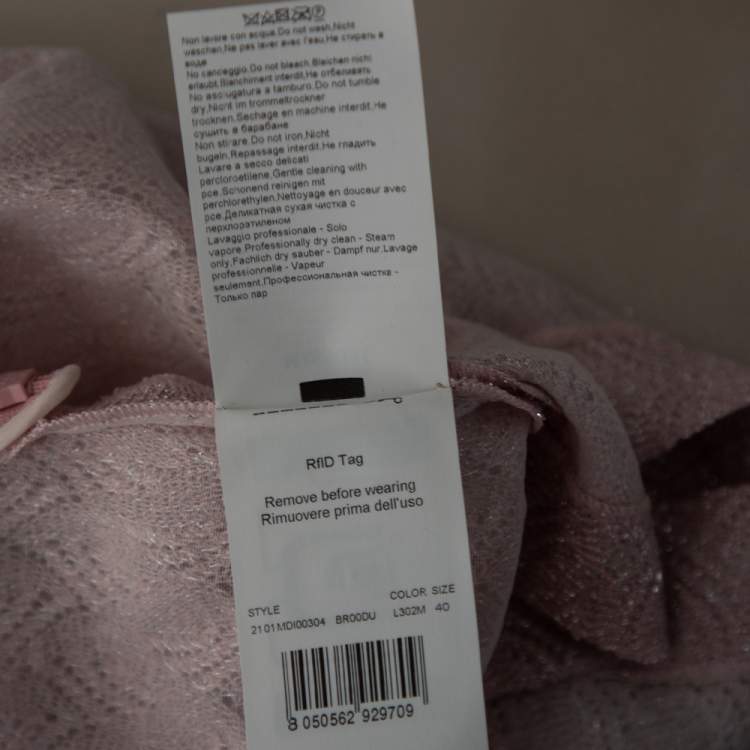 Non lavare con acqua.Do not wash.Nicht
waschen.Ne pas laver avec l'eau.Не стирать в
воде
No candeggio.Do not bleach.Bleichen nicht
erlaubt.Blanchiment interdit.Не отбеливать
No asciugatura a tamburo.Do not tumble
dry.Nicht im trommeltrockner
trocknen.Sechage en machine interdit.Не
сушить в барабане
Non stirare.Do not iron.Nicht
bugeln.Repassage interdit.Не гладить
Lavare a secco delicati
percloroetilene.Gentle cleaning with
pce.Schonend reinigen mit
perchlorethylen.Nettoyage en douceur avec
pce.Деликатная сухая чистка с
перхлоратиленом
Lavaggio professionale - Solo
vapore.Professionally dry clean - Steam
only.Fachlich dry sauber - Dampf nur.Lavage
professionnelle - Vapeur
seulement.Профессиональная чистка -
Только пар
RfID Tag
Remove before wearing
Rimuovere prima dell'uso
STYLE COLOR SIZE
2101MDI00304 BR00DU L302M 40
8 050562 929709